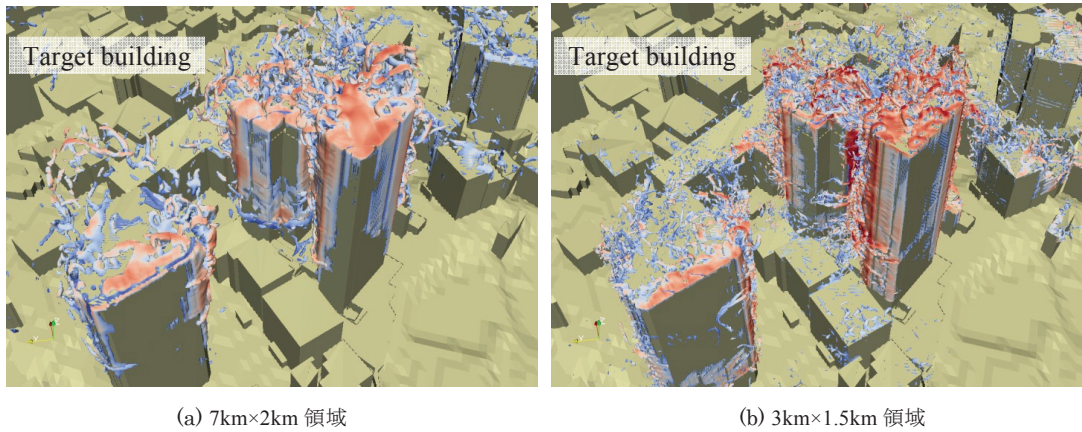 Target building
Target building
(a) 7km×2km 領域
(b) 3km×1.5km 領域